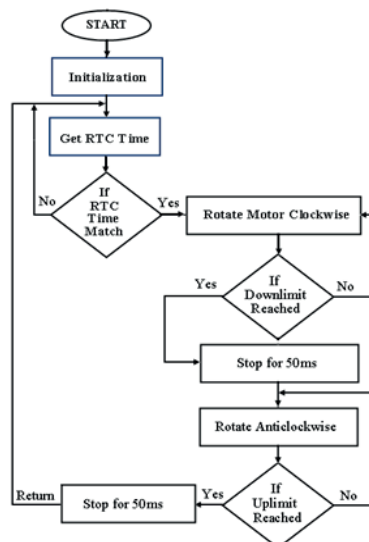 START
Initialization
Get RTC Time
If
RTC
Time
Match
No
Yes
Rotate Motor Clockwise
If
Downlimit
Reached
Yes
No
Stop for 50ms
Rotate Anticlockwise
If
Uplimit
Reached
Yes
No
Stop for 50ms
Return